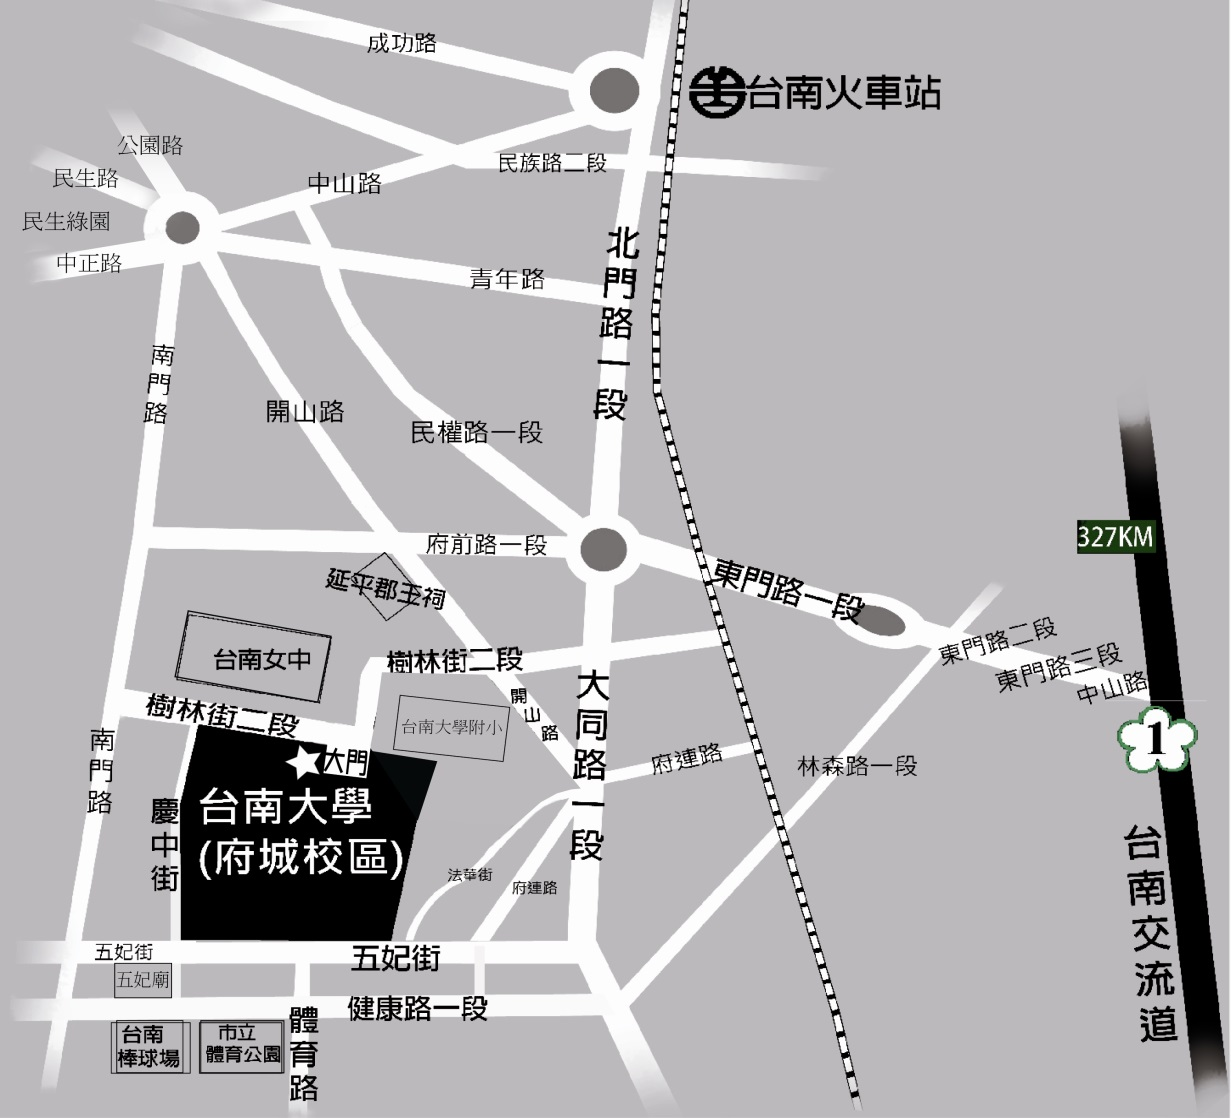 成功路
台南火車站
公園路
民族路二段
民生路
中山路
民生綠園
中正路
青年路
北門路一段
南門路
開山路
民權路一段
327KM
府前路一段
東門路一段
延平郡王祠
東門路二段
東門路三段
中山路
台南女中
樹林街二段
大同路一段
開山路
樹林街二段
台南大學附小
南門路
大門
府連路
林森路一段
1
台南交流道
台南大學
(府城校區)
慶中街
法華街
府連路
五妃街
五妃街
五妃廟
健康路一段
體育路
台南
棒球場
市立
體育公園